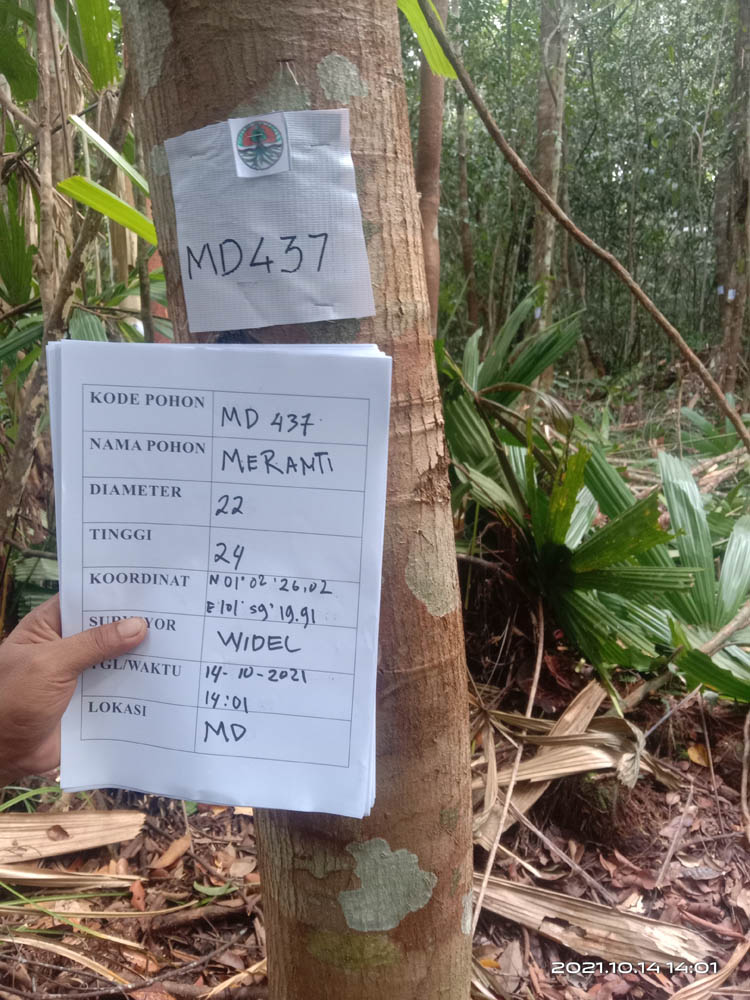 MD437
KODE POHON MD 437
NAMA POHON MERANTI
DIAMETER 22
TINGGI 24
KOORDINAT N 01° 02 '26,02
E 101° 59' 19.91
WIDEL
TGL/WAKTU 14-10-2021
14:01
LOKASI MD
2021.10.14 14:01